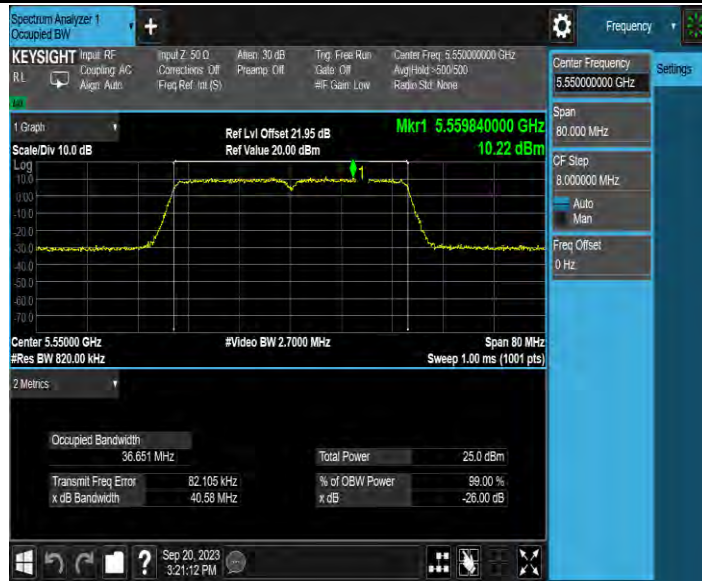 Spectrum Analyzer 1
Occupied BW
Frequency
KEYSIGHT
Input: RF
Coupling: AC
Align: Auto
Input Z: 50 Ω
Corrections: Off
Freq Ref: Int (S)
Atten: 30 dB
Preamp: Off
Trig: Free Run
Gate: Off
#IF Gain: Low
Center Freq: 5.550000000 GHz
Avg|Hold:>500/500
Radio Std: None
RL
Center Frequency
5.550000000 GHz
Settings
Span
80.000 MHz
CF Step
8.000000 MHz
Auto
Man
Freq Offset
0 Hz
1 Graph
Scale/Div 10.0 dB
Ref Lvl Offset 21.95 dB
Ref Value 20.00 dBm
Mkr1 5.559840000 GHz
10.22 dBm
Log
10.0
0.00
-10.0
-20.0
-30.0
-40.0
-50.0
-60.0
-70.0
1
Center 5.55000 GHz
#Res BW 820.00 kHz
#Video BW 2.7000 MHz
Span 80 MHz
Sweep 1.00 ms (1001 pts)
2 Metrics
Occupied Bandwidth
36.651 MHz
Total Power 25.0 dBm
Transmit Freq Error 82.105 kHz
% of OBW Power 99.00 %
x dB Bandwidth 40.58 MHz
x dB -26.00 dB
?
Sep 20, 2023
3:21:12 PM